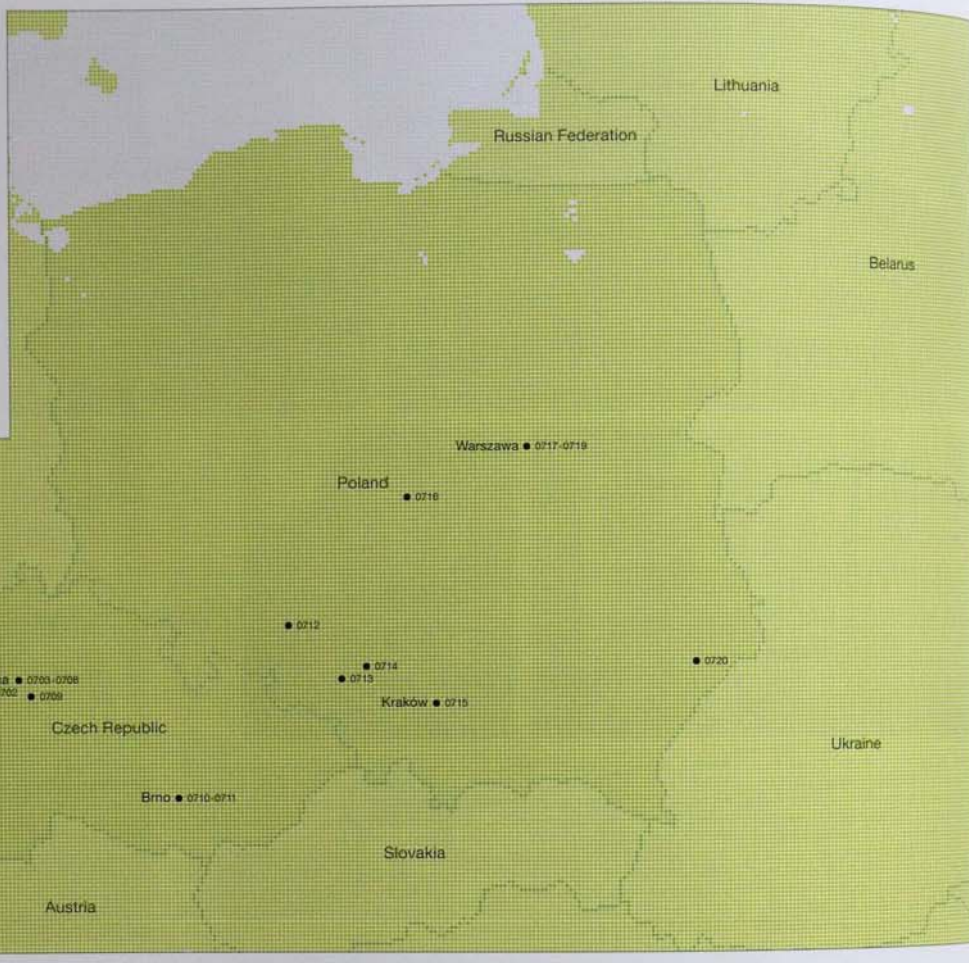 Lithuania
Russian Federation
Belarus
Warszawa 0717-0719
Poland
0716
0712
0714
0720
0713
0703-0708
0709
Kraków 0715
Czech Republic
Ukraine
Brno 0710-0711
Slovakia
Austria